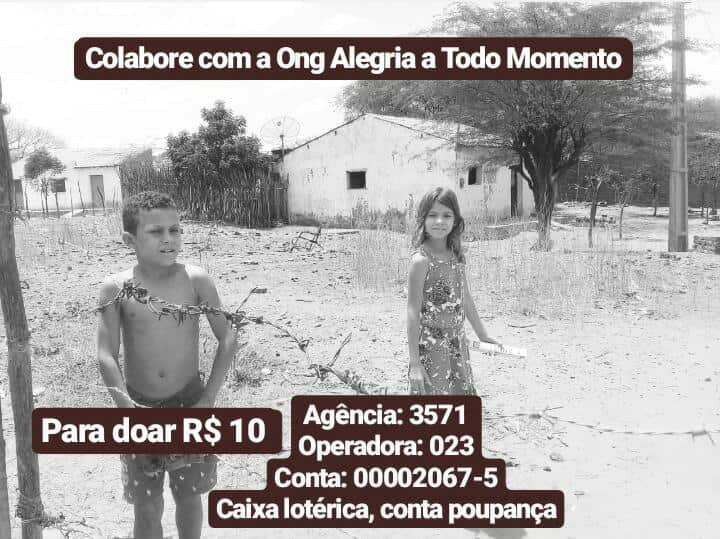 Colabore com a Ong Alegria a Todo Momento
Para doar R$ 10
Agência: 3571
Operadora: 023
Conta: 00002067-5
Caixa lotérica, conta poupança